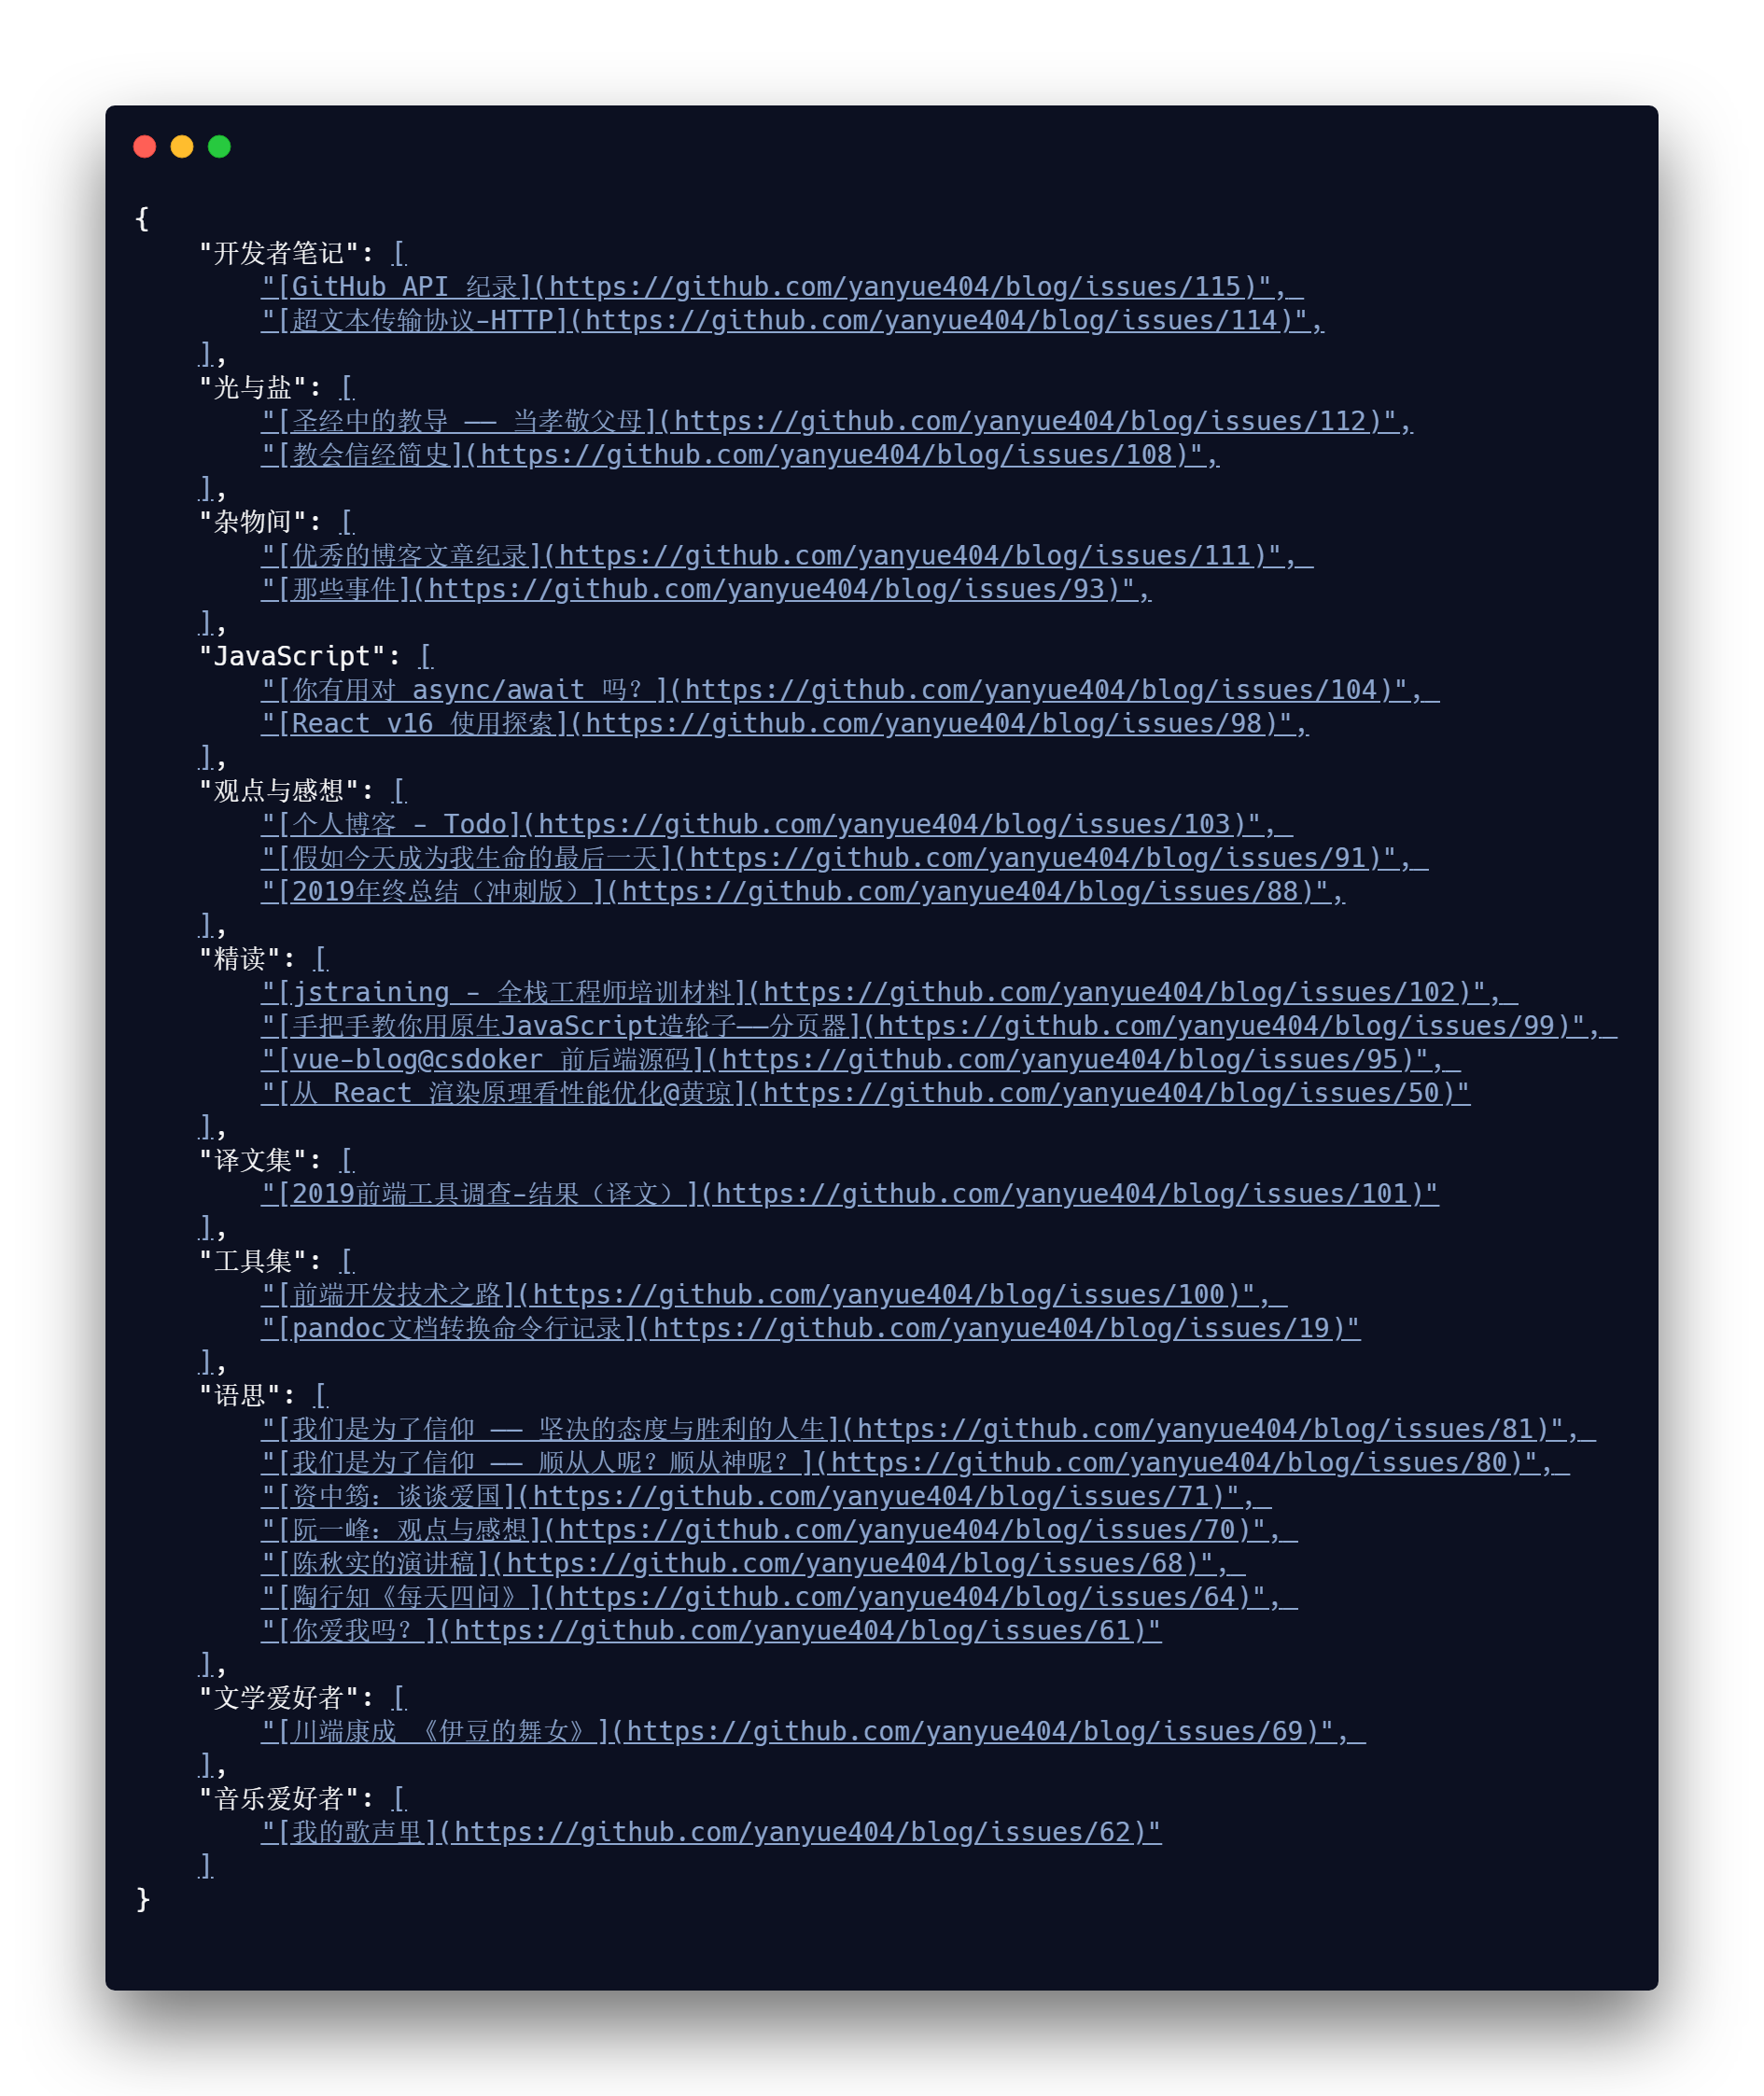 {
    "开发者笔记": [
        "[GitHub API 纪录](https://github.com/yanyue404/blog/issues/115)",
        "[超文本传输协议-HTTP](https://github.com/yanyue404/blog/issues/114)",
    ],
    "光与盐": [
        "[圣经中的教导 —— 当孝敬父母](https://github.com/yanyue404/blog/issues/112)",
        "[教会信经简史](https://github.com/yanyue404/blog/issues/108)",
    ],
    "杂物间": [
        "[优秀的博客文章纪录](https://github.com/yanyue404/blog/issues/111)",
        "[那些事件](https://github.com/yanyue404/blog/issues/93)",
    ],
    "JavaScript": [
        "[你有用对 async/await 吗？](https://github.com/yanyue404/blog/issues/104)",
        "[React v16 使用探索](https://github.com/yanyue404/blog/issues/98)",
    ],
    "观点与感想": [
        "[个人博客 - Todo](https://github.com/yanyue404/blog/issues/103)",
        "[假如今天成为我生命的最后一天](https://github.com/yanyue404/blog/issues/91)",
        "[2019年终总结（冲刺版）](https://github.com/yanyue404/blog/issues/88)",
    ],
    "精读": [
        "[jstraining - 全栈工程师培训材料](https://github.com/yanyue404/blog/issues/102)",
        "[手把手教你用原生JavaScript造轮子——分页器](https://github.com/yanyue404/blog/issues/99)",
        "[vue-blog@csdoker 前后端源码](https://github.com/yanyue404/blog/issues/95)",
        "[从 React 渲染原理看性能优化@黄琼](https://github.com/yanyue404/blog/issues/50)"
    ],
    "译文集": [
        "[2019前端工具调查-结果（译文）](https://github.com/yanyue404/blog/issues/101)"
    ],
    "工具集": [
        "[前端开发技术之路](https://github.com/yanyue404/blog/issues/100)",
        "[pandoc文档转换命令行记录](https://github.com/yanyue404/blog/issues/19)"
    ],
    "语思": [
        "[我们是为了信仰 —— 坚决的态度与胜利的人生](https://github.com/yanyue404/blog/issues/81)",
        "[我们是为了信仰 —— 顺从人呢？顺从神呢？](https://github.com/yanyue404/blog/issues/80)",
        "[资中筠：谈谈爱国](https://github.com/yanyue404/blog/issues/71)",
        "[阮一峰：观点与感想](https://github.com/yanyue404/blog/issues/70)",
        "[陈秋实的演讲稿](https://github.com/yanyue404/blog/issues/68)",
        "[陶行知《每天四问》](https://github.com/yanyue404/blog/issues/64)",
        "[你爱我吗？](https://github.com/yanyue404/blog/issues/61)"
    ],
    "文学爱好者": [
        "[川端康成 《伊豆的舞女》](https://github.com/yanyue404/blog/issues/69)",
    ],
    "音乐爱好者": [
        "[我的歌声里](https://github.com/yanyue404/blog/issues/62)"
    ]
}